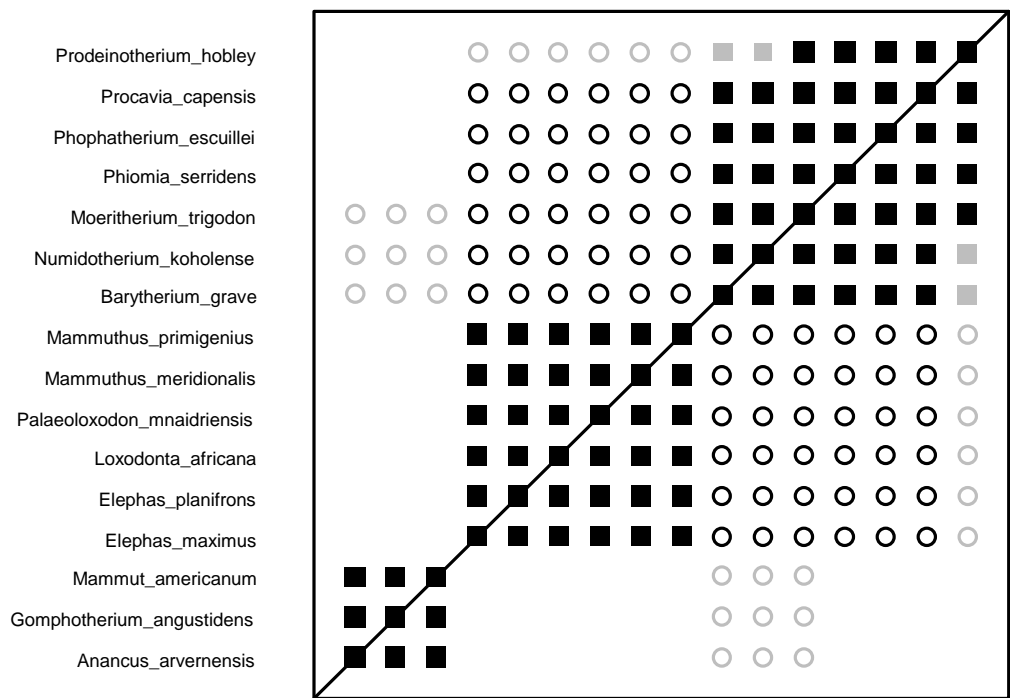 Prodeinotherium_hobley
Procavia_capensis
Phophatherium_escuillei
Phiomia_serridens
Moeritherium_trigodon
Numidotherium_koholense
Barytherium_grave
Mammuthus_primigenius
Mammuthus_meridionalis
Palaeoloxodon_mnaidriensis
Loxodonta_africana
Elephas_planifrons
Elephas_maximus
Mammut_americanum
Gomphotherium_angustidens
Anancus_arvernensis